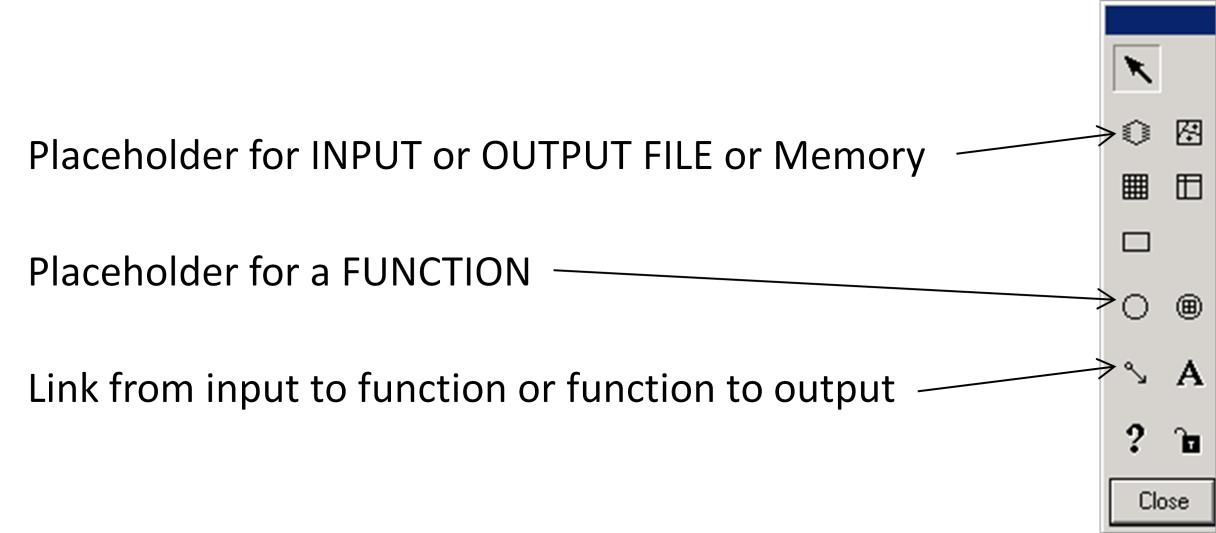 Placeholder for INPUT or OUTPUT FILE or Memory
Placeholder for a FUNCTION
Link from input to function or function to output
A
?
T
Close